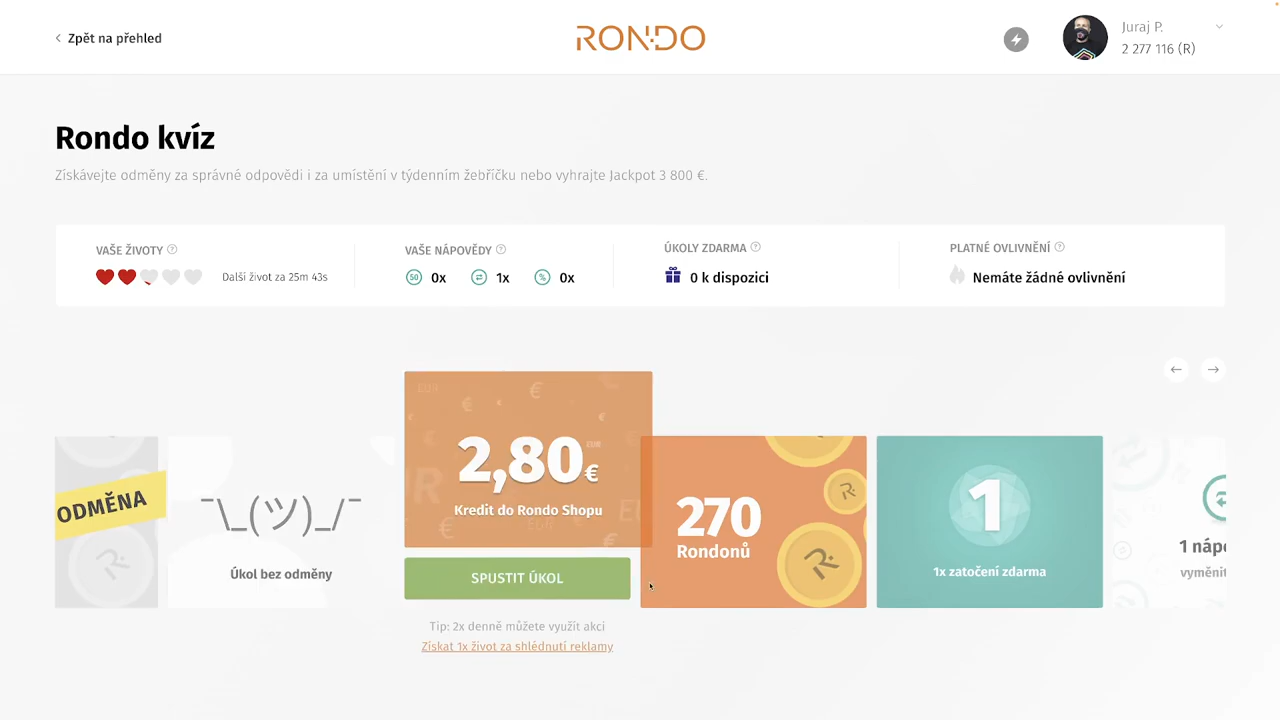 Zpět na přehled
RONDO
Juraj P.
2 277 116 (R)
Rondo kvíz
Získávejte odměny za správné odpovědi i za umístění v týdenním žebříčku nebo vyhrajte Jackpot 3 800 €.
VAŠE ŽIVOTY
Další život za 25m 43s
VAŠE NÁPOVĚDY
50 0x
1x
% 0x
ÚKOLY ZDARMA
0 k dispozici
PLATNÉ OVLIVNĚNÍ
Nemáte žádné ovlivnění
ODMĚNA
¯\_(ツ)_/¯
Úkol bez odměny
EUR
2,80 €
EUR
Kredit do Rondo Shopu
SPUSTIT ÚKOL
Tip: 2x denně můžete využít akci
Získat 1x život za shlédnutí reklamy
270
Rondonů
1
1x zatočení zdarma
1 nápo
vyměnit